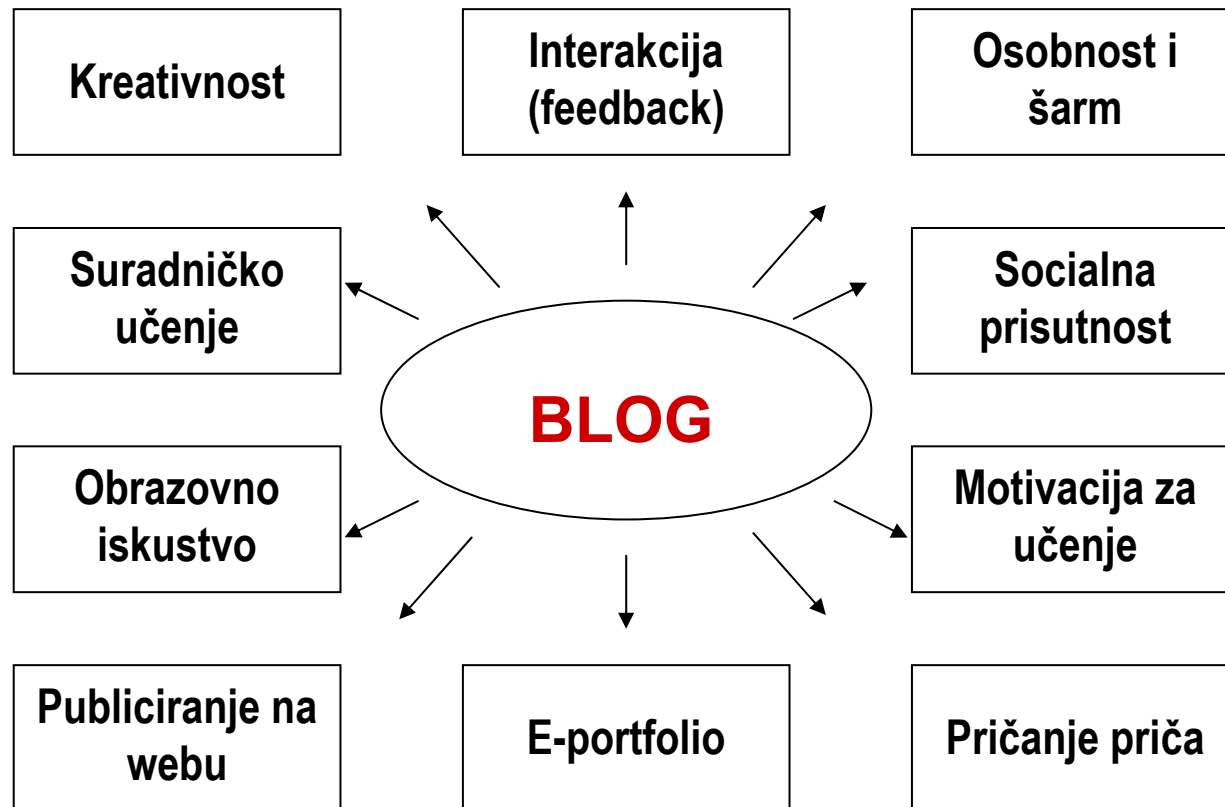 Kreativnost
Interakcija
(feedback)
Osobnost i
šarm
Suradničko
učenje
Socialna
prisutnost
BLOG
Obrazovno
iskustvo
Motivacija za
učenje
Publiciranje na
webu
E-portfolio
Pričanje priča